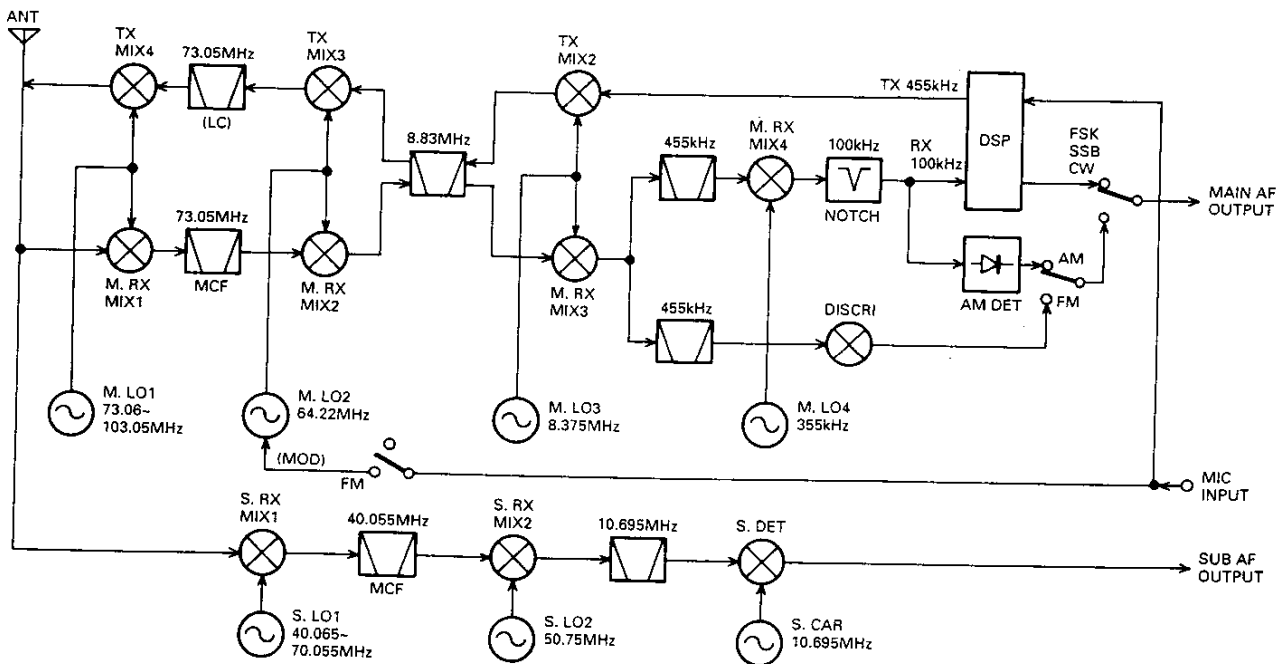 ANT
TX
MIX4
73.05MHz
(LC)
TX
MIX3
8.83MHz
TX
MIX2
TX 455kHz
DSP
FSK
SSB
CW
MAIN AF
OUTPUT
M. RX
MIX1
73.05MHz
MCF
M. RX
MIX2
M. RX
MIX3
455kHz
M. RX
MIX4
100kHz
NOTCH
RX
100kHz
AM DET
AM
FM
455kHz
DISCRI
M. LO1
73.06~
103.05MHz
M. LO2
64.22MHz
M. LO3
8.375MHz
M. LO4
355kHz
(MOD)
FM
MIC
INPUT
S. RX
MIX1
40.055MHz
MCF
S. RX
MIX2
10.695MHz
S. DET
SUB AF
OUTPUT
S. LO1
40.065~
70.055MHz
S. LO2
50.75MHz
S. CAR
10.695MHz